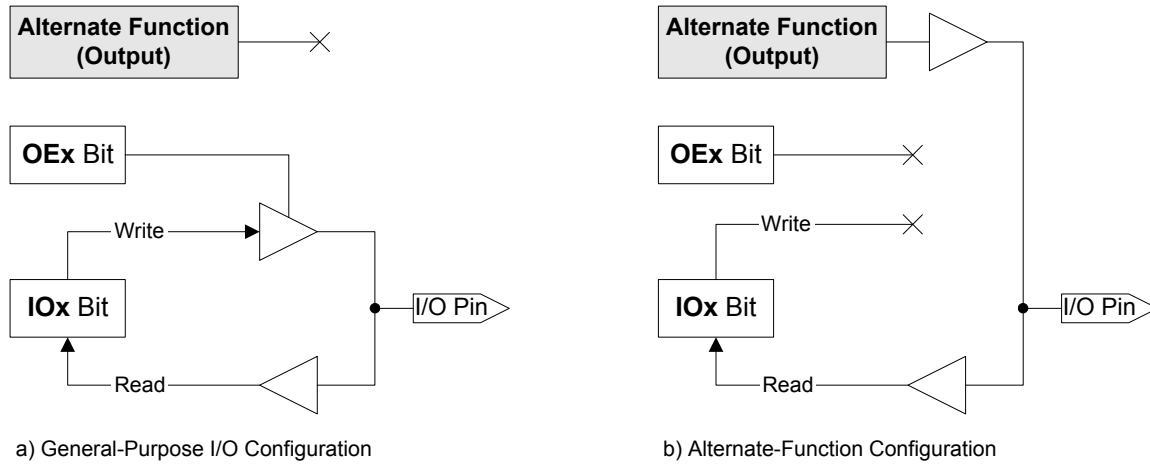 Alternate Function
(Output)
OEx Bit
Write
IOx Bit
I/O Pin
Read
a) General-Purpose I/O Configuration
Alternate Function
(Output)
OEx Bit
Write
IOx Bit
I/O Pin
Read
b) Alternate-Function Configuration